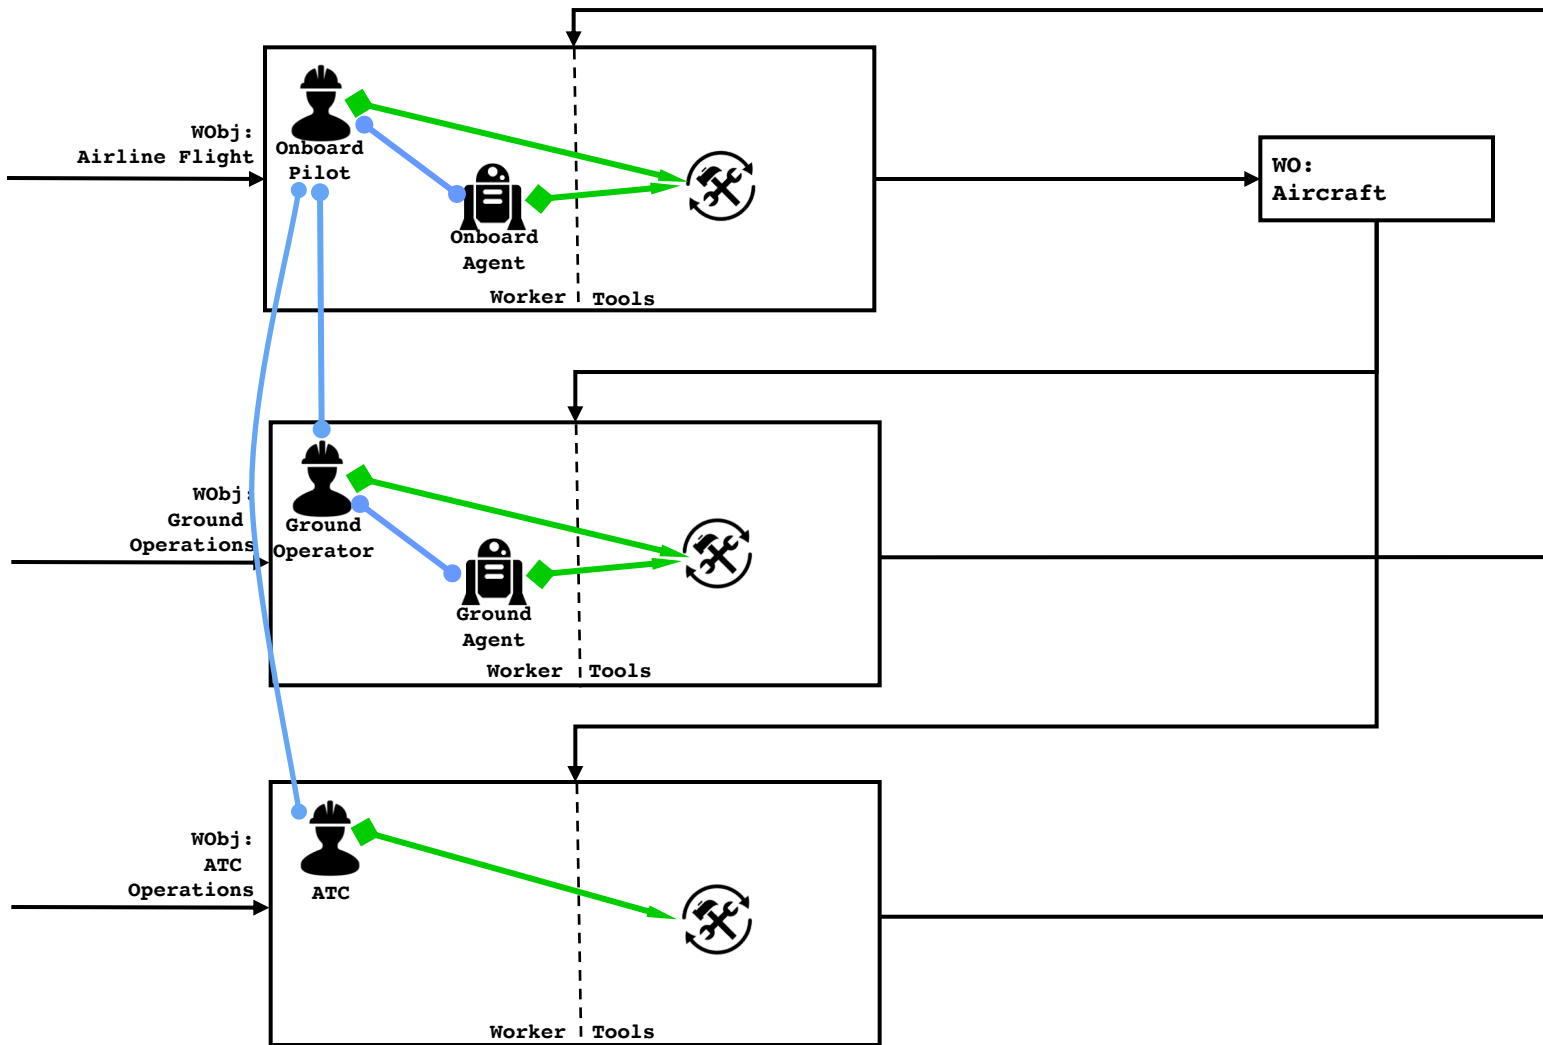 WObj:
Airline Flight
Onboard
Pilot
Onboard
Agent
Worker
Tools
WO:
Aircraft
WObj:
Ground
Operations
Ground
Operator
Ground
Agent
Worker
Tools
WObj:
ATC
Operations
ATC
Worker
Tools